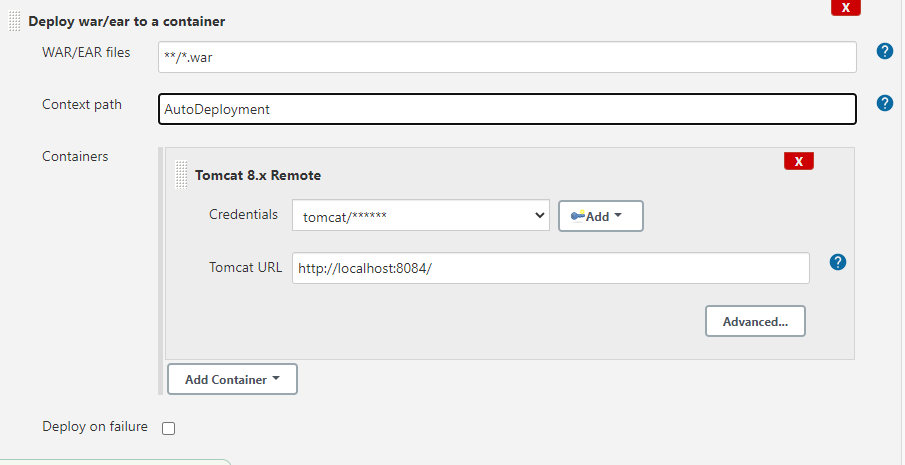 X
Deploy war/ear to a container
WAR/EAR files **/*.war ?
Context path AutoDeployment ?
Containers
X
Tomcat 8.x Remote
Credentials tomcat/****** Add
Tomcat URL http://localhost:8084/ ?
Advanced...
Add Container
Deploy on failure